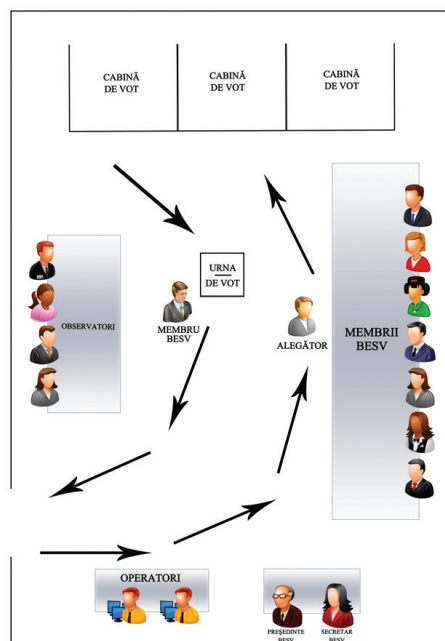 CABINĂ
DE VOT
CABINĂ
DE VOT
CABINĂ
DE VOT
URNA
DE VOT
MEMBRU
BESV
OBSERVATORI
ALEGĂTOR
MEMBRII
BESV
OPERATORI
PREŞEDINTE
BESV
SECRETAR
BESV